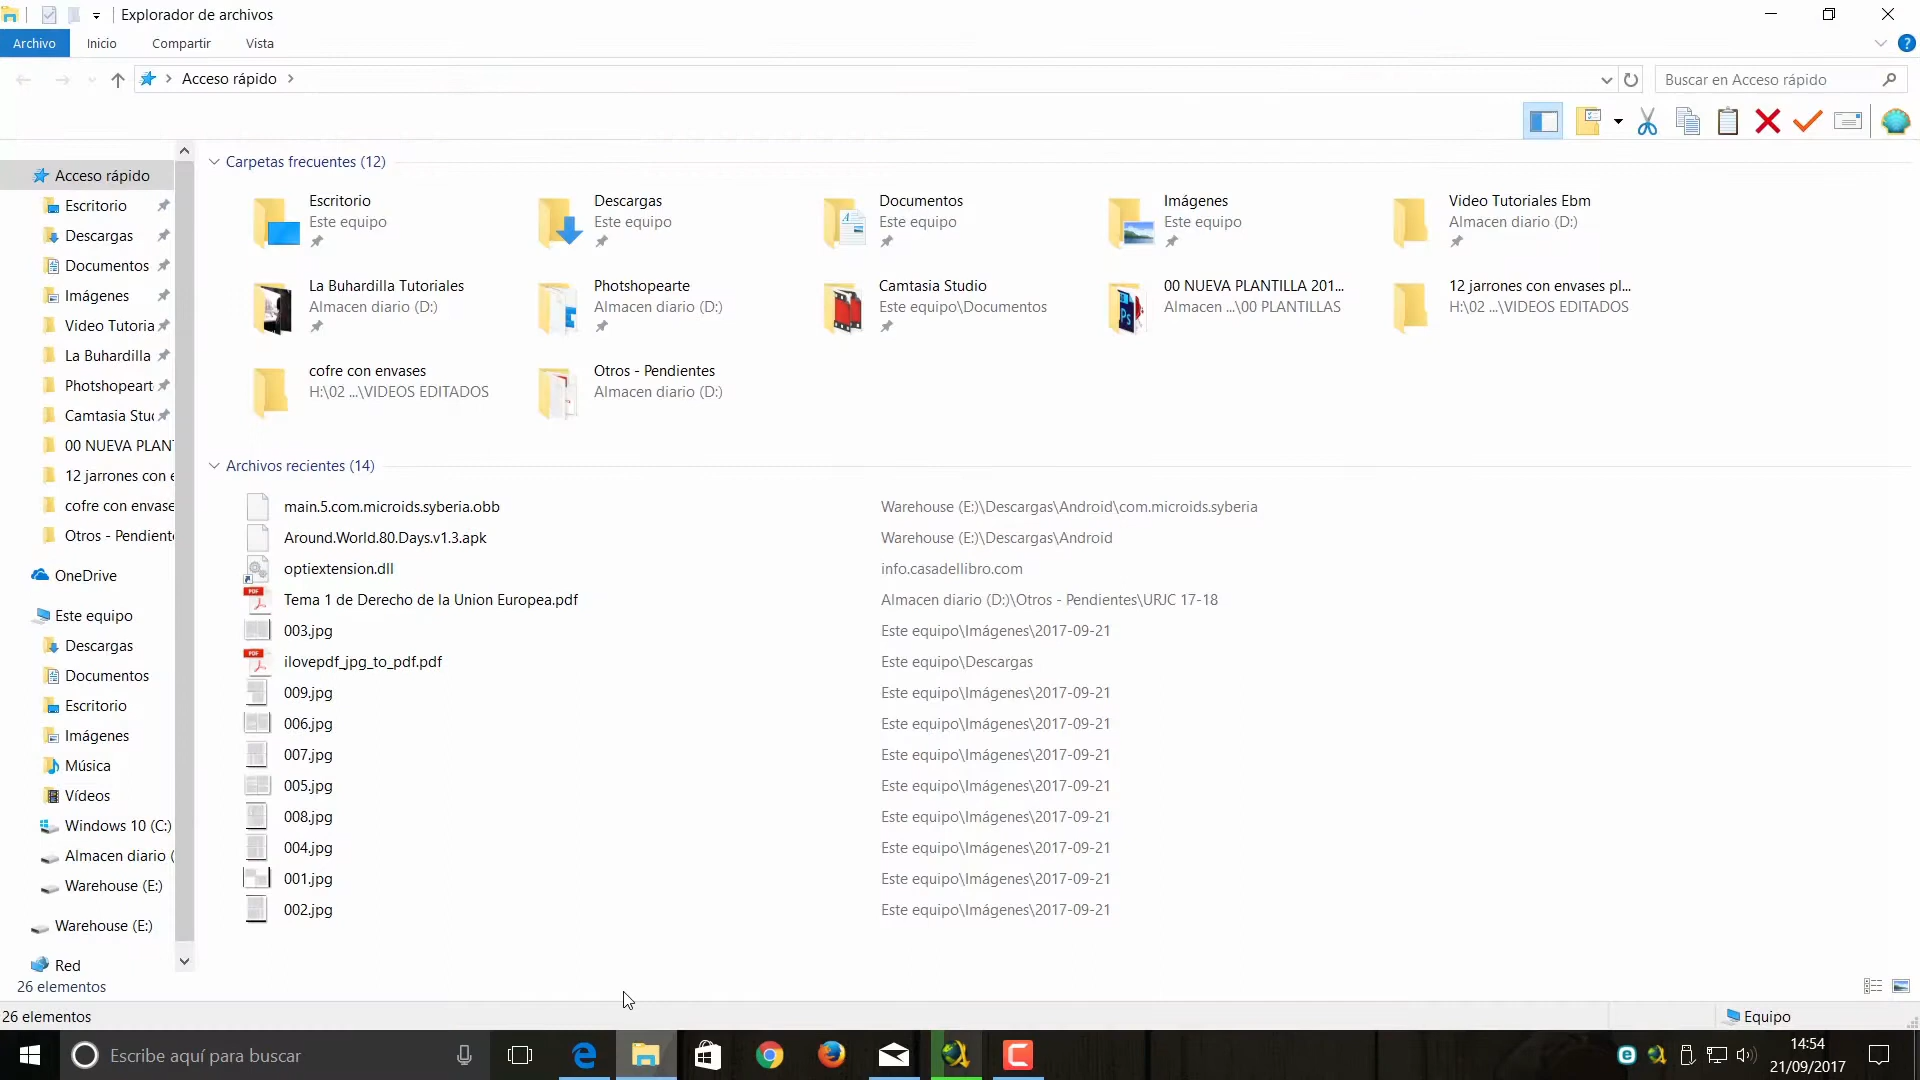 Explorador de archivos
Archivo Inicio Compartir Vista
Acceso rápido
Buscar en Acceso rápido
Acceso rápido
Escritorio
Descargas
Documentos
Imágenes
Video Tutoria
La Buhardilla
Photshopeart
Camtasia Stuc
00 NUEVA PLANT
12 jarrones con e
cofre con envase
Otros - Pendiente
OneDrive
Este equipo
Descargas
Documentos
Escritorio
Imágenes
Música
Vídeos
Windows 10 (C:)
Almacen diario (
Warehouse (E:)
Warehouse (E:)
Red
26 elementos
Carpetas frecuentes (12)
Escritorio
Este equipo
Descargas
Este equipo
Documentos
Este equipo
Imágenes
Este equipo
Video Tutoriales Ebm
Almacen diario (D:)
La Buhardilla Tutoriales
Almacen diario (D:)
Photshopearte
Almacen diario (D:)
Camtasia Studio
Este equipo\Documentos
00 NUEVA PLANTILLA 201...
Almacen ...\00 PLANTILLAS
12 jarrones con envases pl...
H:\02 ...\VIDEOS EDITADOS
cofre con envases
H:\02 ...\VIDEOS EDITADOS
Otros - Pendientes
Almacen diario (D:)
Archivos recientes (14)
main.5.com.microids.syberia.obb Warehouse (E:)\Descargas\Android\com.microids.syberia
Around.World.80.Days.v1.3.apk Warehouse (E:)\Descargas\Android
optiextension.dll info.casadellibro.com
Tema 1 de Derecho de la Union Europea.pdf Almacen diario (D:)\Otros - Pendientes\URJC 17-18
003.jpg Este equipo\Imágenes\2017-09-21
ilovepdf_jpg_to_pdf.pdf Este equipo\Descargas
009.jpg Este equipo\Imágenes\2017-09-21
006.jpg Este equipo\Imágenes\2017-09-21
007.jpg Este equipo\Imágenes\2017-09-21
005.jpg Este equipo\Imágenes\2017-09-21
008.jpg Este equipo\Imágenes\2017-09-21
004.jpg Este equipo\Imágenes\2017-09-21
001.jpg Este equipo\Imágenes\2017-09-21
002.jpg Este equipo\Imágenes\2017-09-21
26 elementos Equipo
Escribe aquí para buscar
14:54
21/09/2017